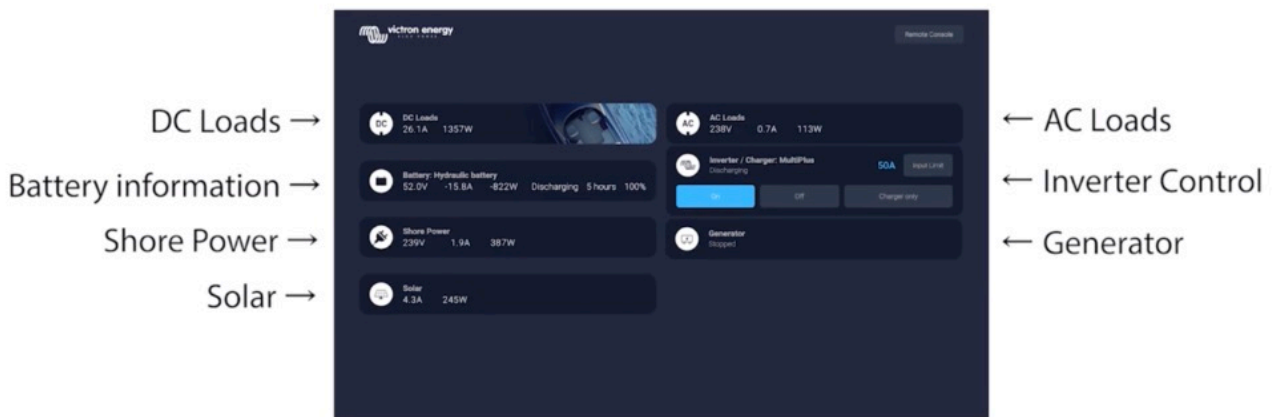 victron energy
BLUE POWER
Remote Console
DC Loads →
DC
DC Loads
26.1A 1357W
Battery information →
Battery: Hydraulic battery
52.0V -15.8A -822W Discharging 5 hours 100%
Shore Power →
Shore Power
239V 1.9A 387W
Solar →
Solar
4.3A 245W
AC
AC Loads
238V 0.7A 113W
← AC Loads
Inverter / Charger: MultiPlus
Discharging
50A Input Limit
On Off Charger only
← Inverter Control
Generator
Stopped
← Generator